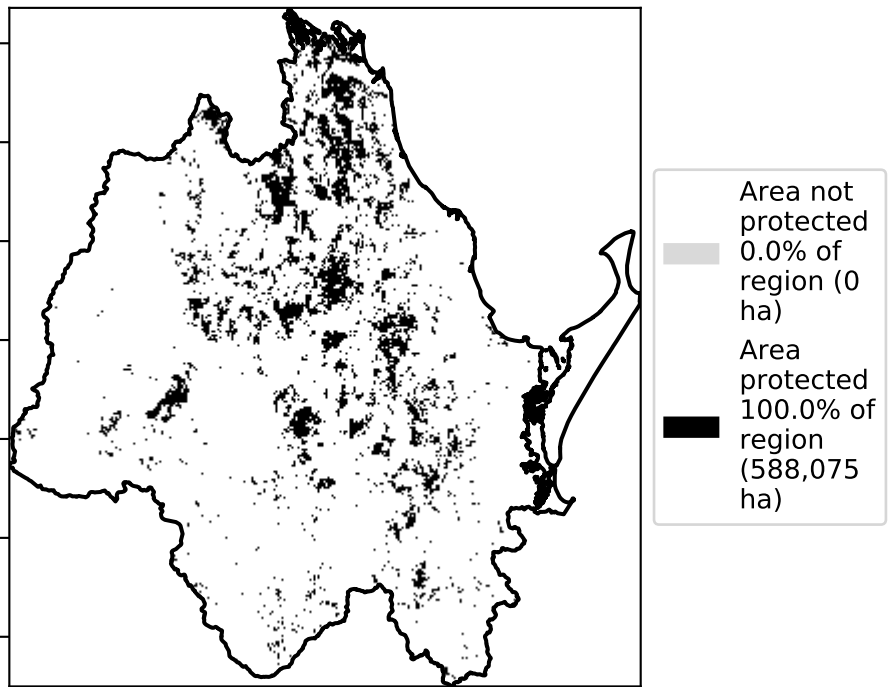 Area not
protected
0.0% of
region (0
ha)
Area
protected
100.0% of
region
(588,075
ha)